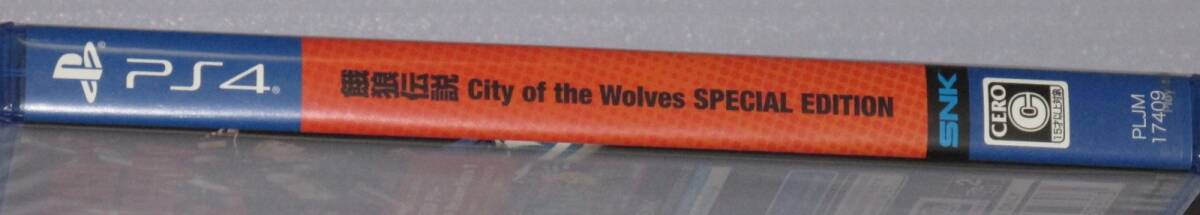 PS4
餓狼伝説 City of the Wolves SPECIAL EDITION
SNK
CERO
C
15才以上対象
PLJM
17409